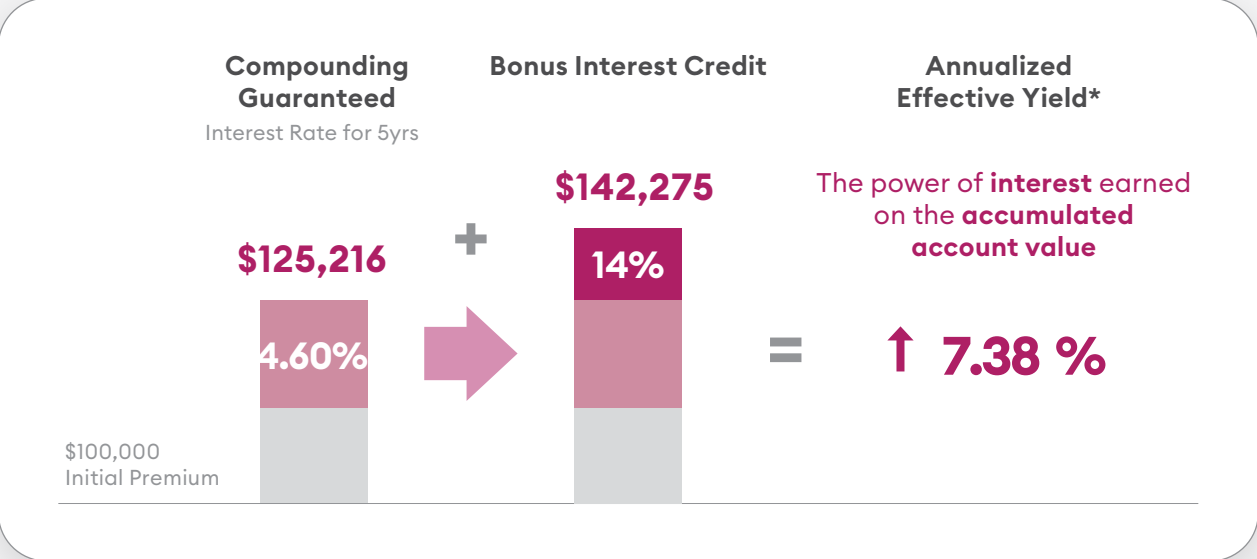 Compounding
Guaranteed
Interest Rate for 5yrs
$125,216
4.60%
$100,000
Initial Premium
+
Bonus Interest Credit
$142,275
14%
=
Annualized
Effective Yield*
The power of interest earned
on the accumulated
account value
↑ 7.38 %